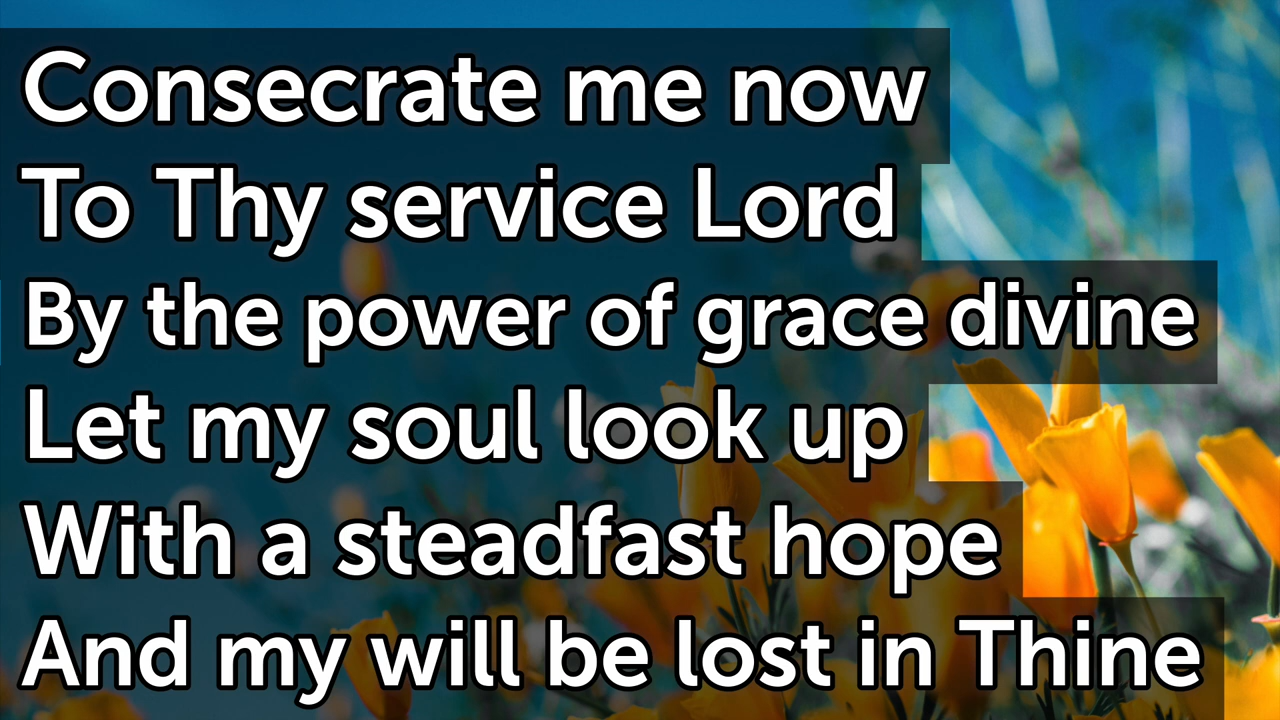 Consecrate me now
To Thy service Lord
By the power of grace divine
Let my soul look up
With a steadfast hope
And my will be lost in Thine